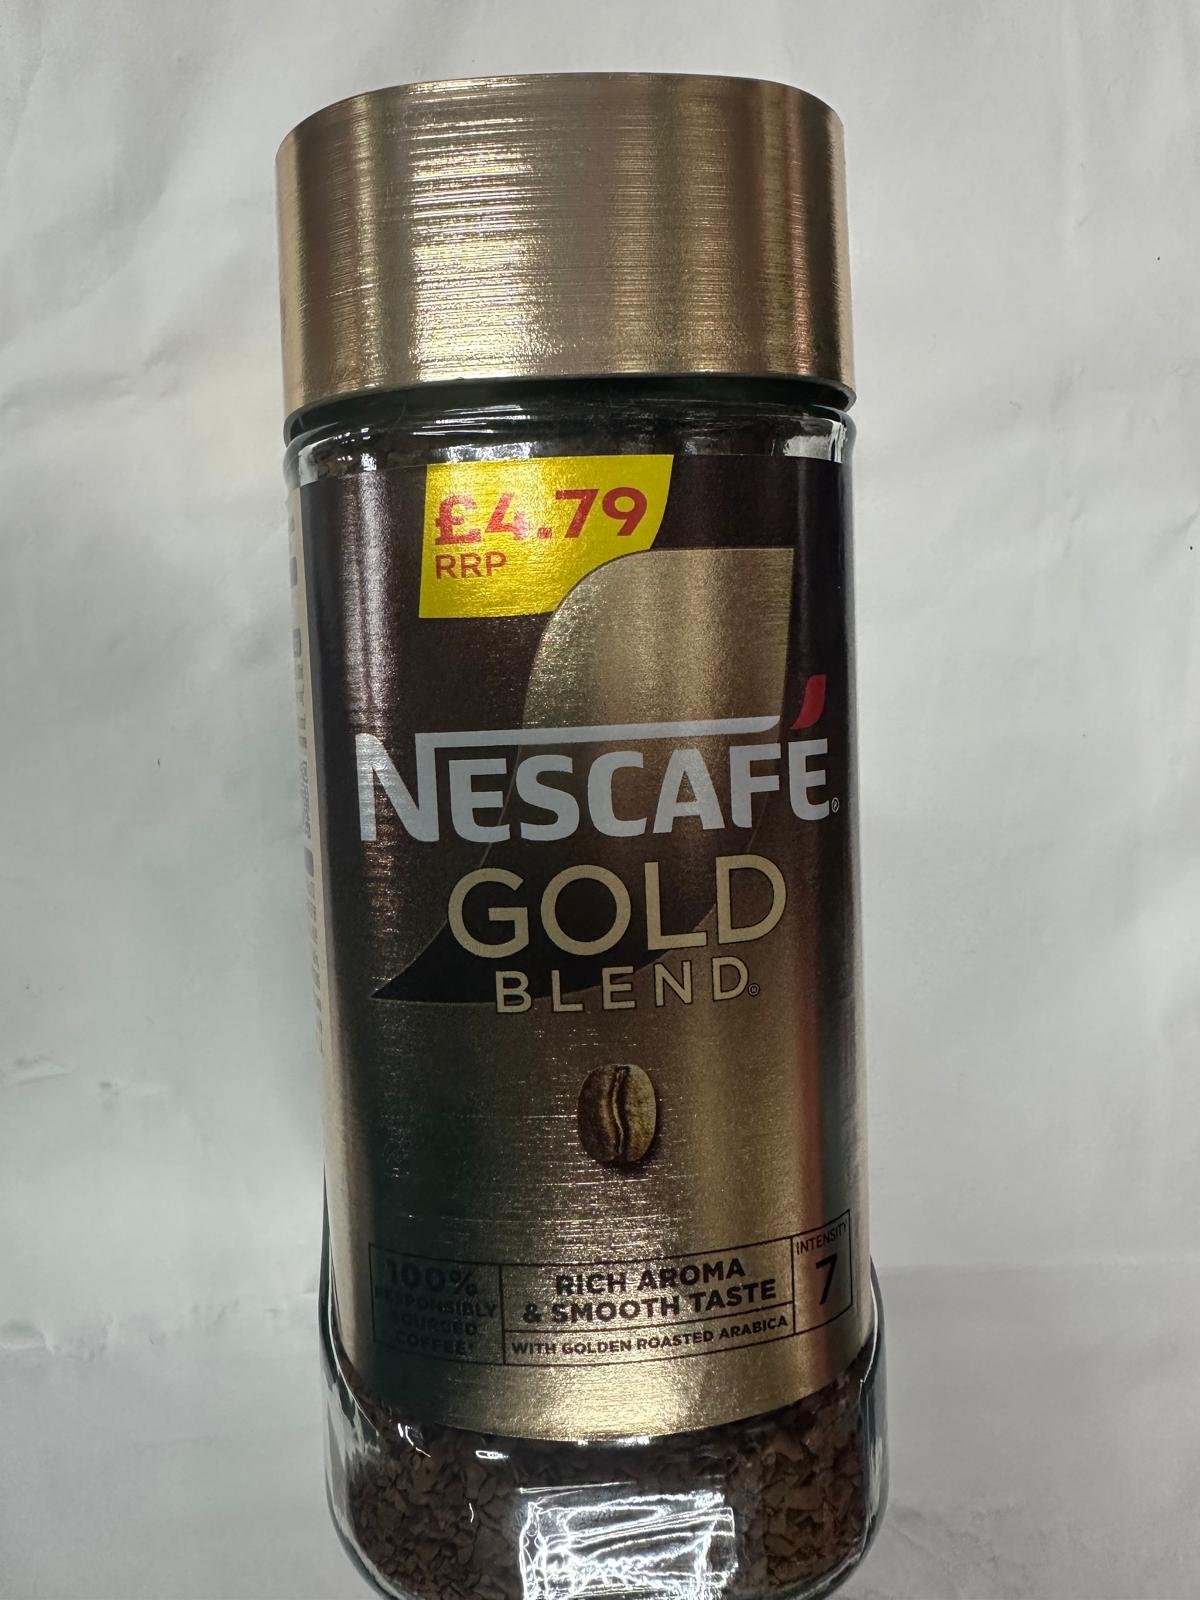 £4.79
RRP
NESCAFÉ®
GOLD
BLEND®
100%
RESPONSIBLY
SOURCED
COFFEE*
RICH AROMA
& SMOOTH TASTE
WITH GOLDEN ROASTED ARABICA
INTENSITY
7